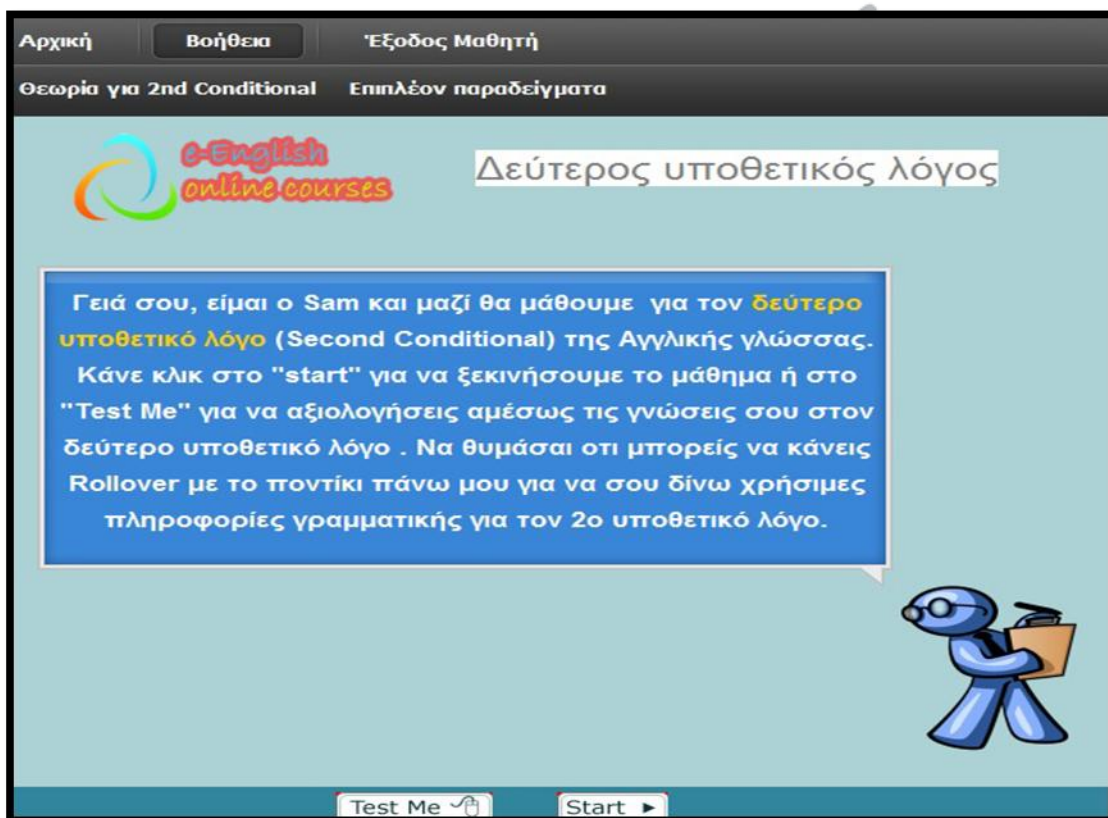 Αρχική Βοήθεια Έξοδος Μαθητή
Θεωρία για 2nd Conditional Επιπλέον παραδείγματα
e-English
online courses
Δεύτερος υποθετικός λόγος
Γειά σου, είμαι ο Sam και μαζί θα μάθουμε για τον δεύτερο
υποθετικό λόγο (Second Conditional) της Αγγλικής γλώσσας.
Κάνε κλικ στο "start" για να ξεκινήσουμε το μάθημα ή στο
"Test Me" για να αξιολογήσεις αμέσως τις γνώσεις σου στον
δεύτερο υποθετικό λόγο . Να θυμάσαι οτι μπορείς να κάνεις
Rollover με το ποντίκι πάνω μου για να σου δίνω χρήσιμες
πληροφορίες γραμματικής για τον 2ο υποθετικό λόγο.
Test Me Start